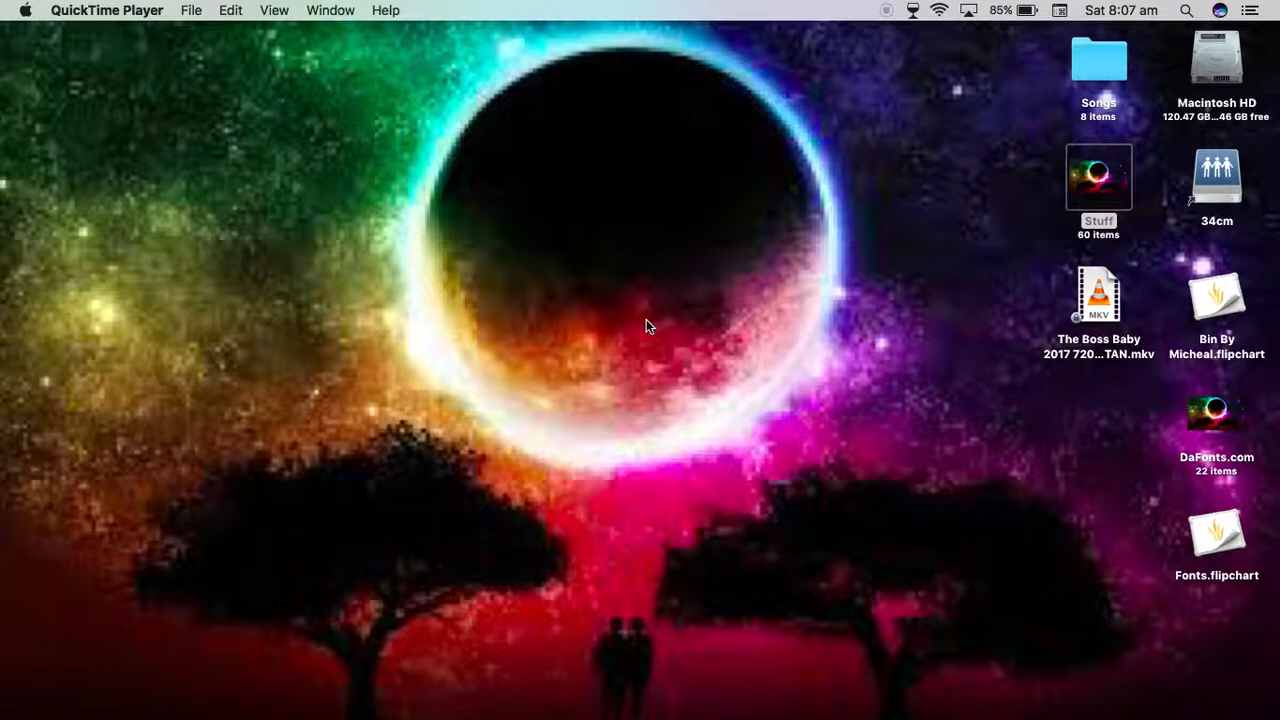 QuickTime Player File Edit View Window Help 85% Sat 8:07 am
Songs
8 items
Macintosh HD
120.47 GB...46 GB free
Stuff
60 items
34cm
MKV
The Boss Baby
2017 720...TAN.mkv
Bin By
Micheal.flipchart
DaFonts.com
22 items
Fonts.flipchart